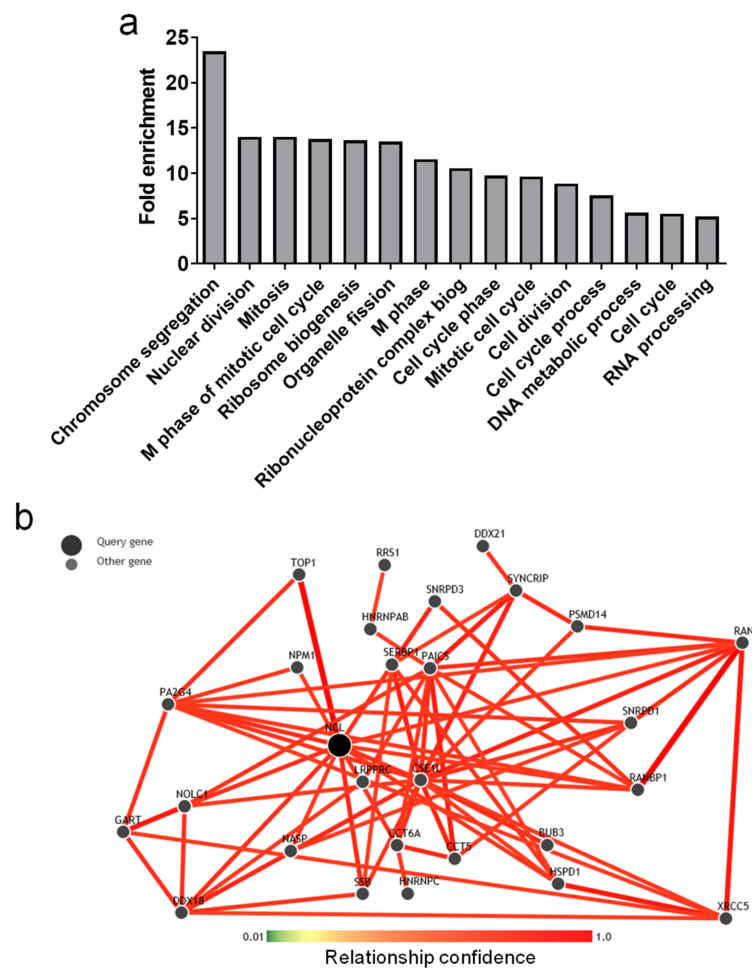 a
25
20
15
10
5
0
Fold enrichment
Chromosome segregation
Nuclear division
Mitosis
M phase of mitotic cell cycle
Ribosome biogenesis
Organelle fission
M phase
Ribonucleoprotein complex biog
Cell cycle phase
Mitotic cell cycle
Cell division
Cell cycle process
DNA metabolic process
Cell cycle
RNA processing
b
Query gene
Other gene
DDX21
TOP1
RRS1
SYNCRIP
SNRPD3
PSMD14
HNRNPAB
RAN
SERBP1
PAICS
NPM1
PA2G4
SNRPD1
NCL
LRPPRC
CSE1L
RANBP1
NOLC1
GART
NASP
CCT6A
CCT5
BUB3
HSPD1
SSB
HNRNPC
DDX18
XRCC5
0.01
1.0
Relationship confidence